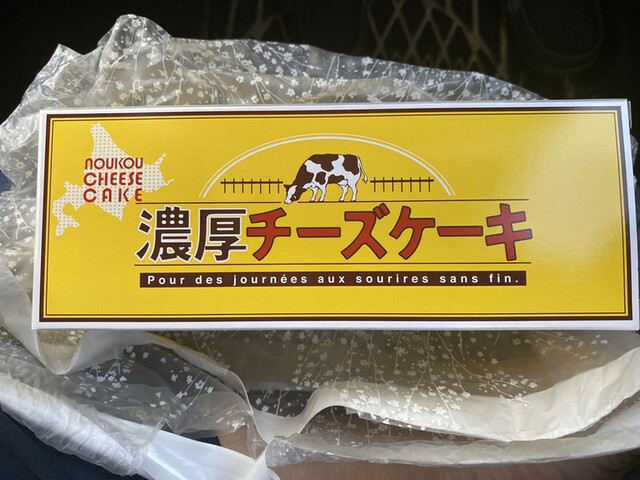 NOUKOU
CHEESE
CAKE
濃厚チーズケーキ
Pour des journées aux sourires sans fin.